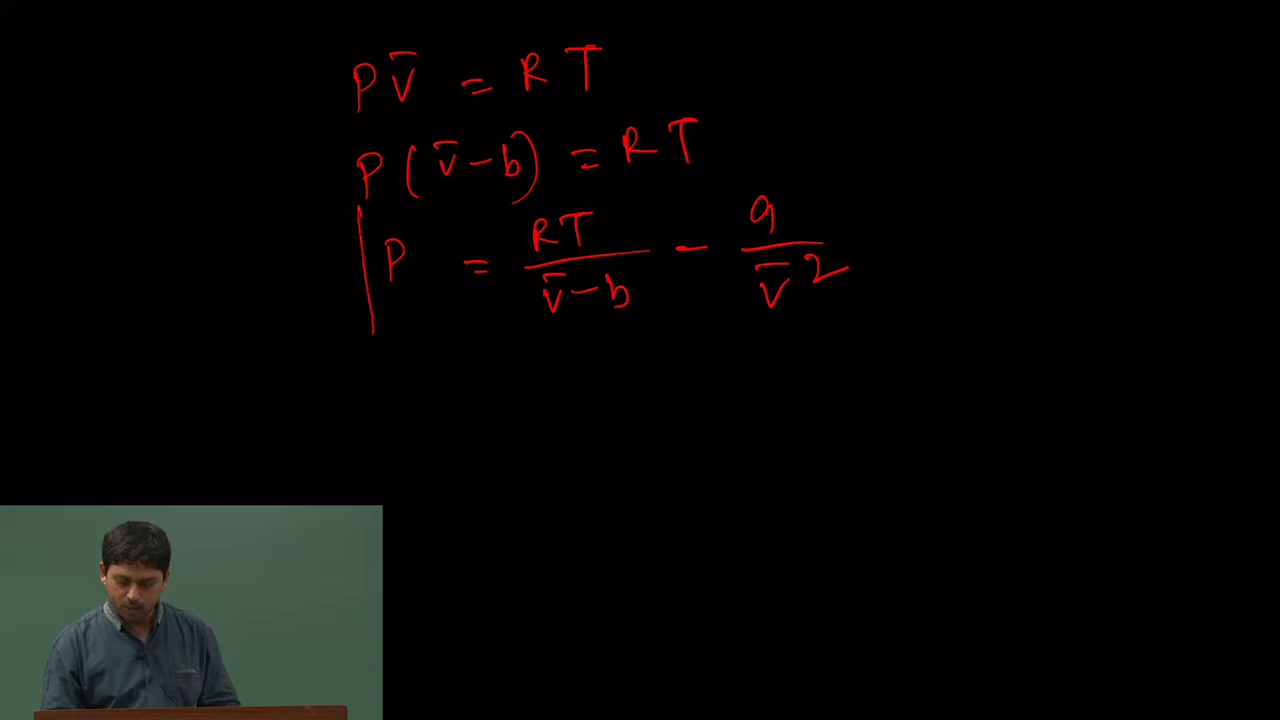 P v̄ = R T
P ( v̄ - b ) = R T
P = RT / (v̄ - b) - a / v̄²